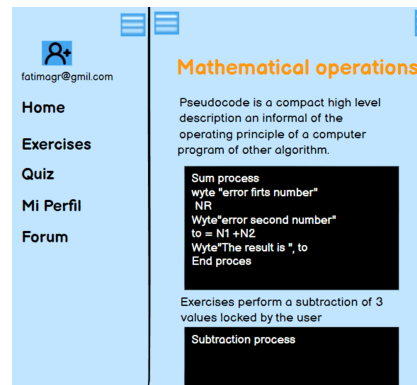 fatimagr@gmil.com
Home
Exercises
Quiz
Mi Perfil
Forum
Mathematical operations
Pseudocode is a compact high level
description an informal of the
operating principle of a computer
program of other algorithm.
Sum process
wyte "error firts number"
NR
Wyte"error second number"
to = N1 +N2
Wyte"The result is ", to
End proces
Exercises perform a subtraction of 3
values locked by the user
Subtraction process